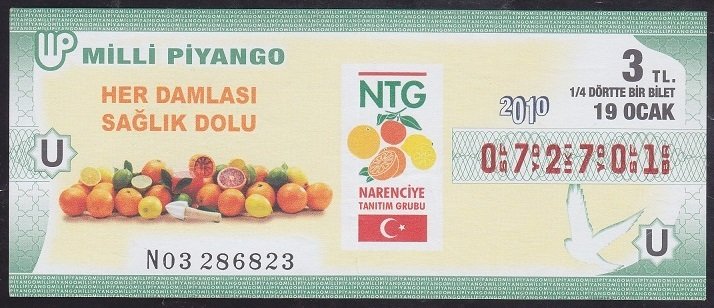 MİLLİ PİYANGO
HER DAMLASI
SAĞLIK DOLU
U
N03 286823
NTG
NARENCİYE
TANITIM GRUBU
2010
3 TL.
1/4 DÖRTTE BİR BİLET
19 OCAK
072701
U